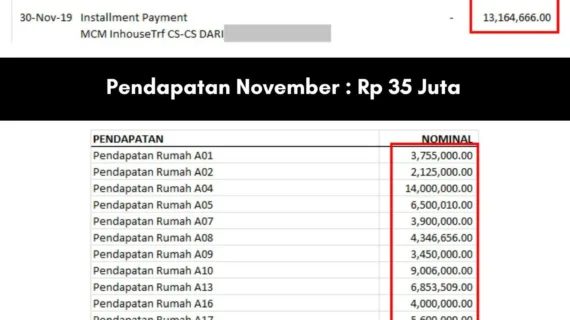 30-Nov-19 Installment Payment - 13,164,666.00
MCM InhouseTrf CS-CS DARI
Pendapatan November : Rp 35 Juta
PENDAPATAN NOMINAL
Pendapatan Rumah A01 3,755,000.00
Pendapatan Rumah A02 2,125,000.00
Pendapatan Rumah A04 14,000,000.00
Pendapatan Rumah A05 6,500,010.00
Pendapatan Rumah A07 3,900,000.00
Pendapatan Rumah A08 4,346,656.00
Pendapatan Rumah A09 3,450,000.00
Pendapatan Rumah A10 9,006,000.00
Pendapatan Rumah A13 6,853,509.00
Pendapatan Rumah A16 4,000,000.00
Pendapatan Rumah A17 5,600,000.00